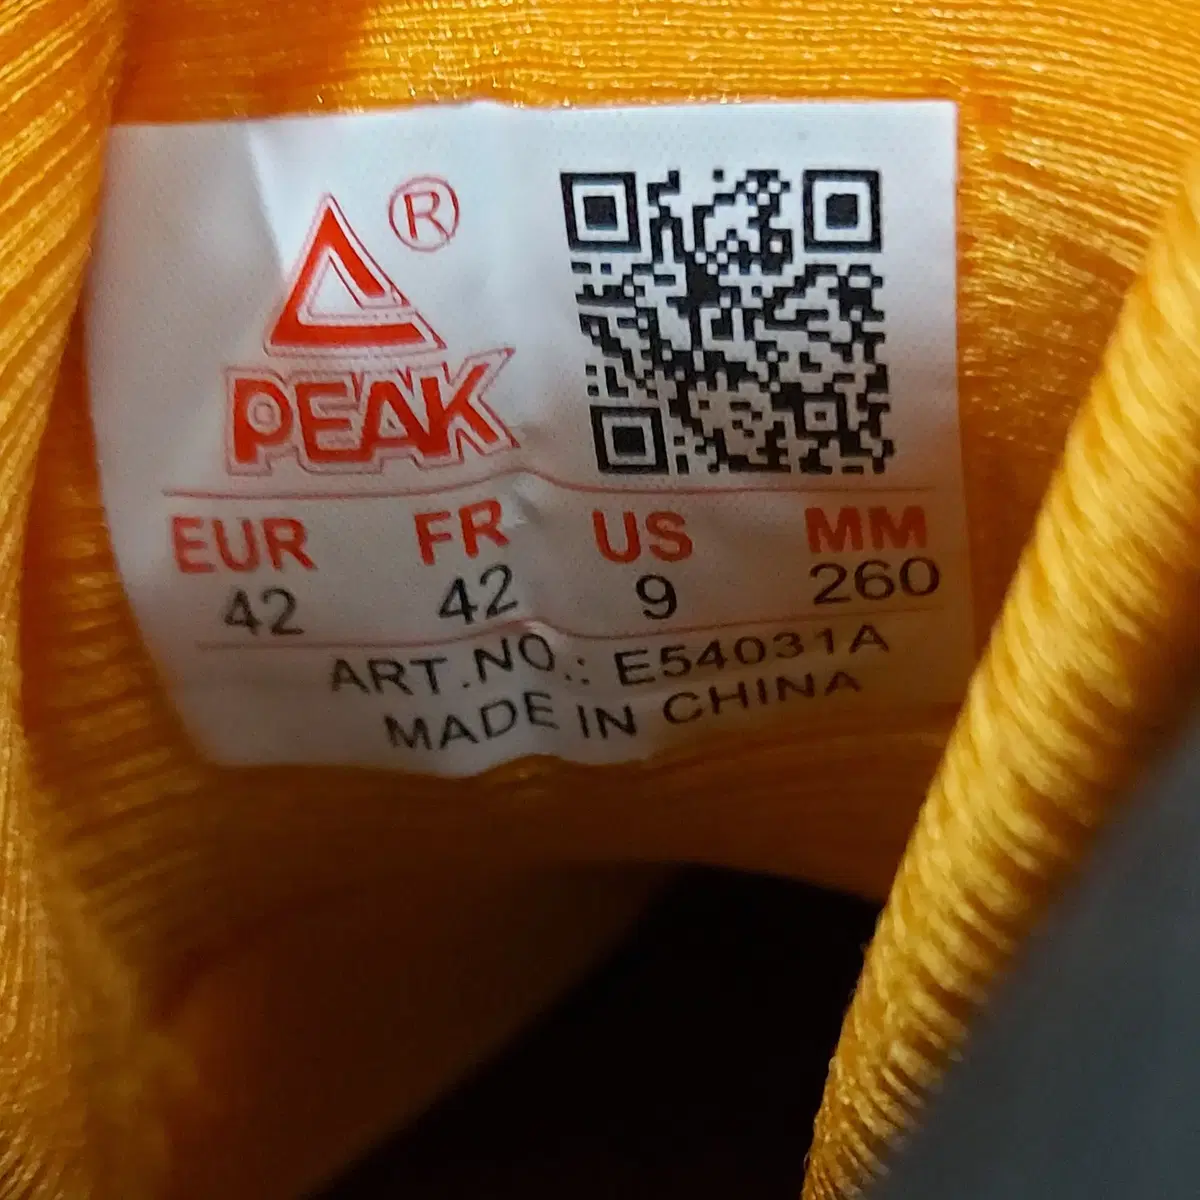 ®
PEAK
EUR FR US MM
42 42 9 260
ART.NO.: E54031A
MADE IN CHINA